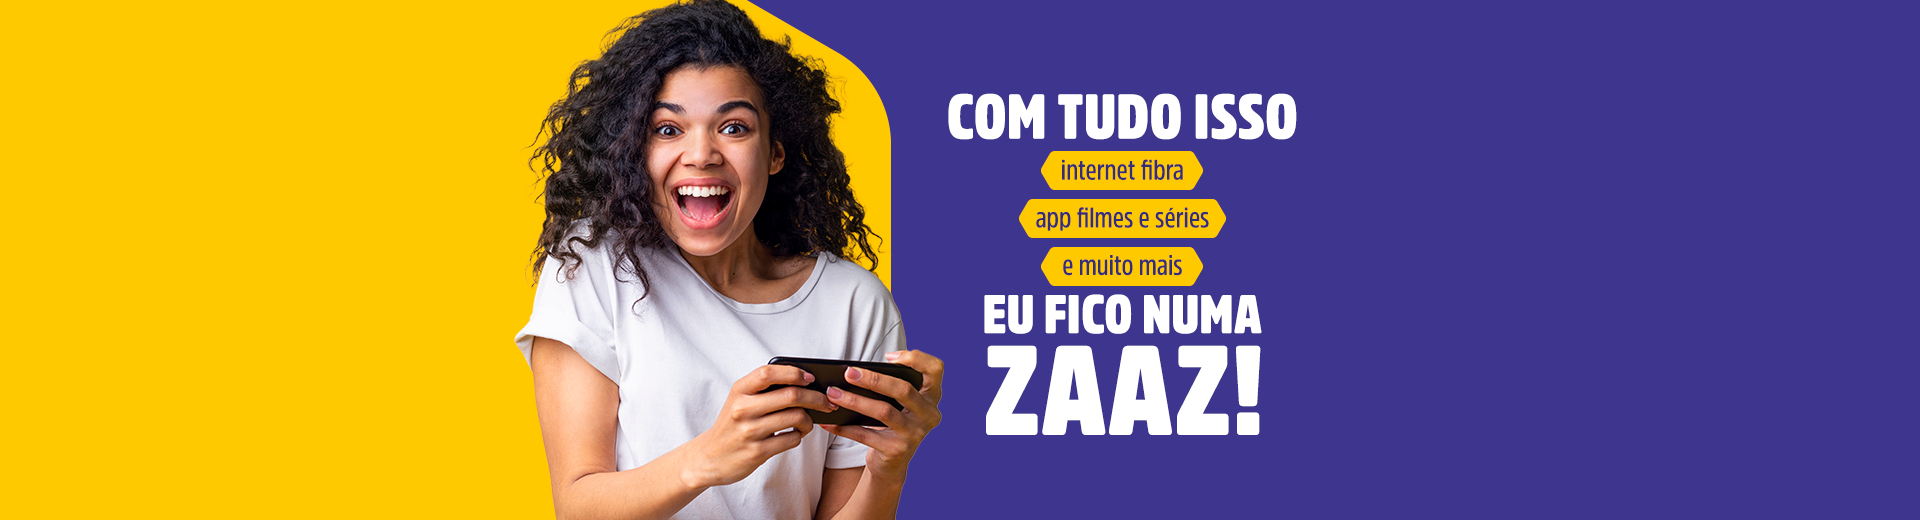 COM TUDO ISSO
internet fibra
app filmes e séries
e muito mais
EU FICO NUMA
ZAAZ!